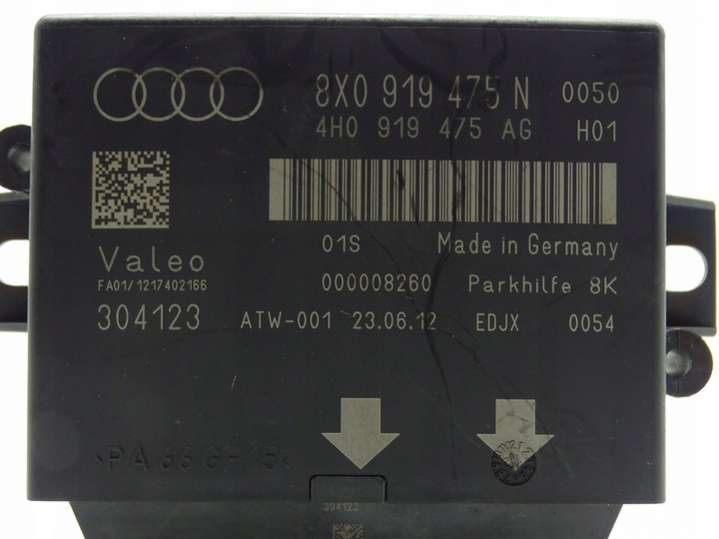 8X0 919 475 N 0050
4H0 919 475 AG H01
01S Made in Germany
Valeo
FA01/1217402166
000008260 Parkhilfe 8K
304123 ATW-001 23.06.12 EDJX 0054
>PA 66 GF 15<
304123